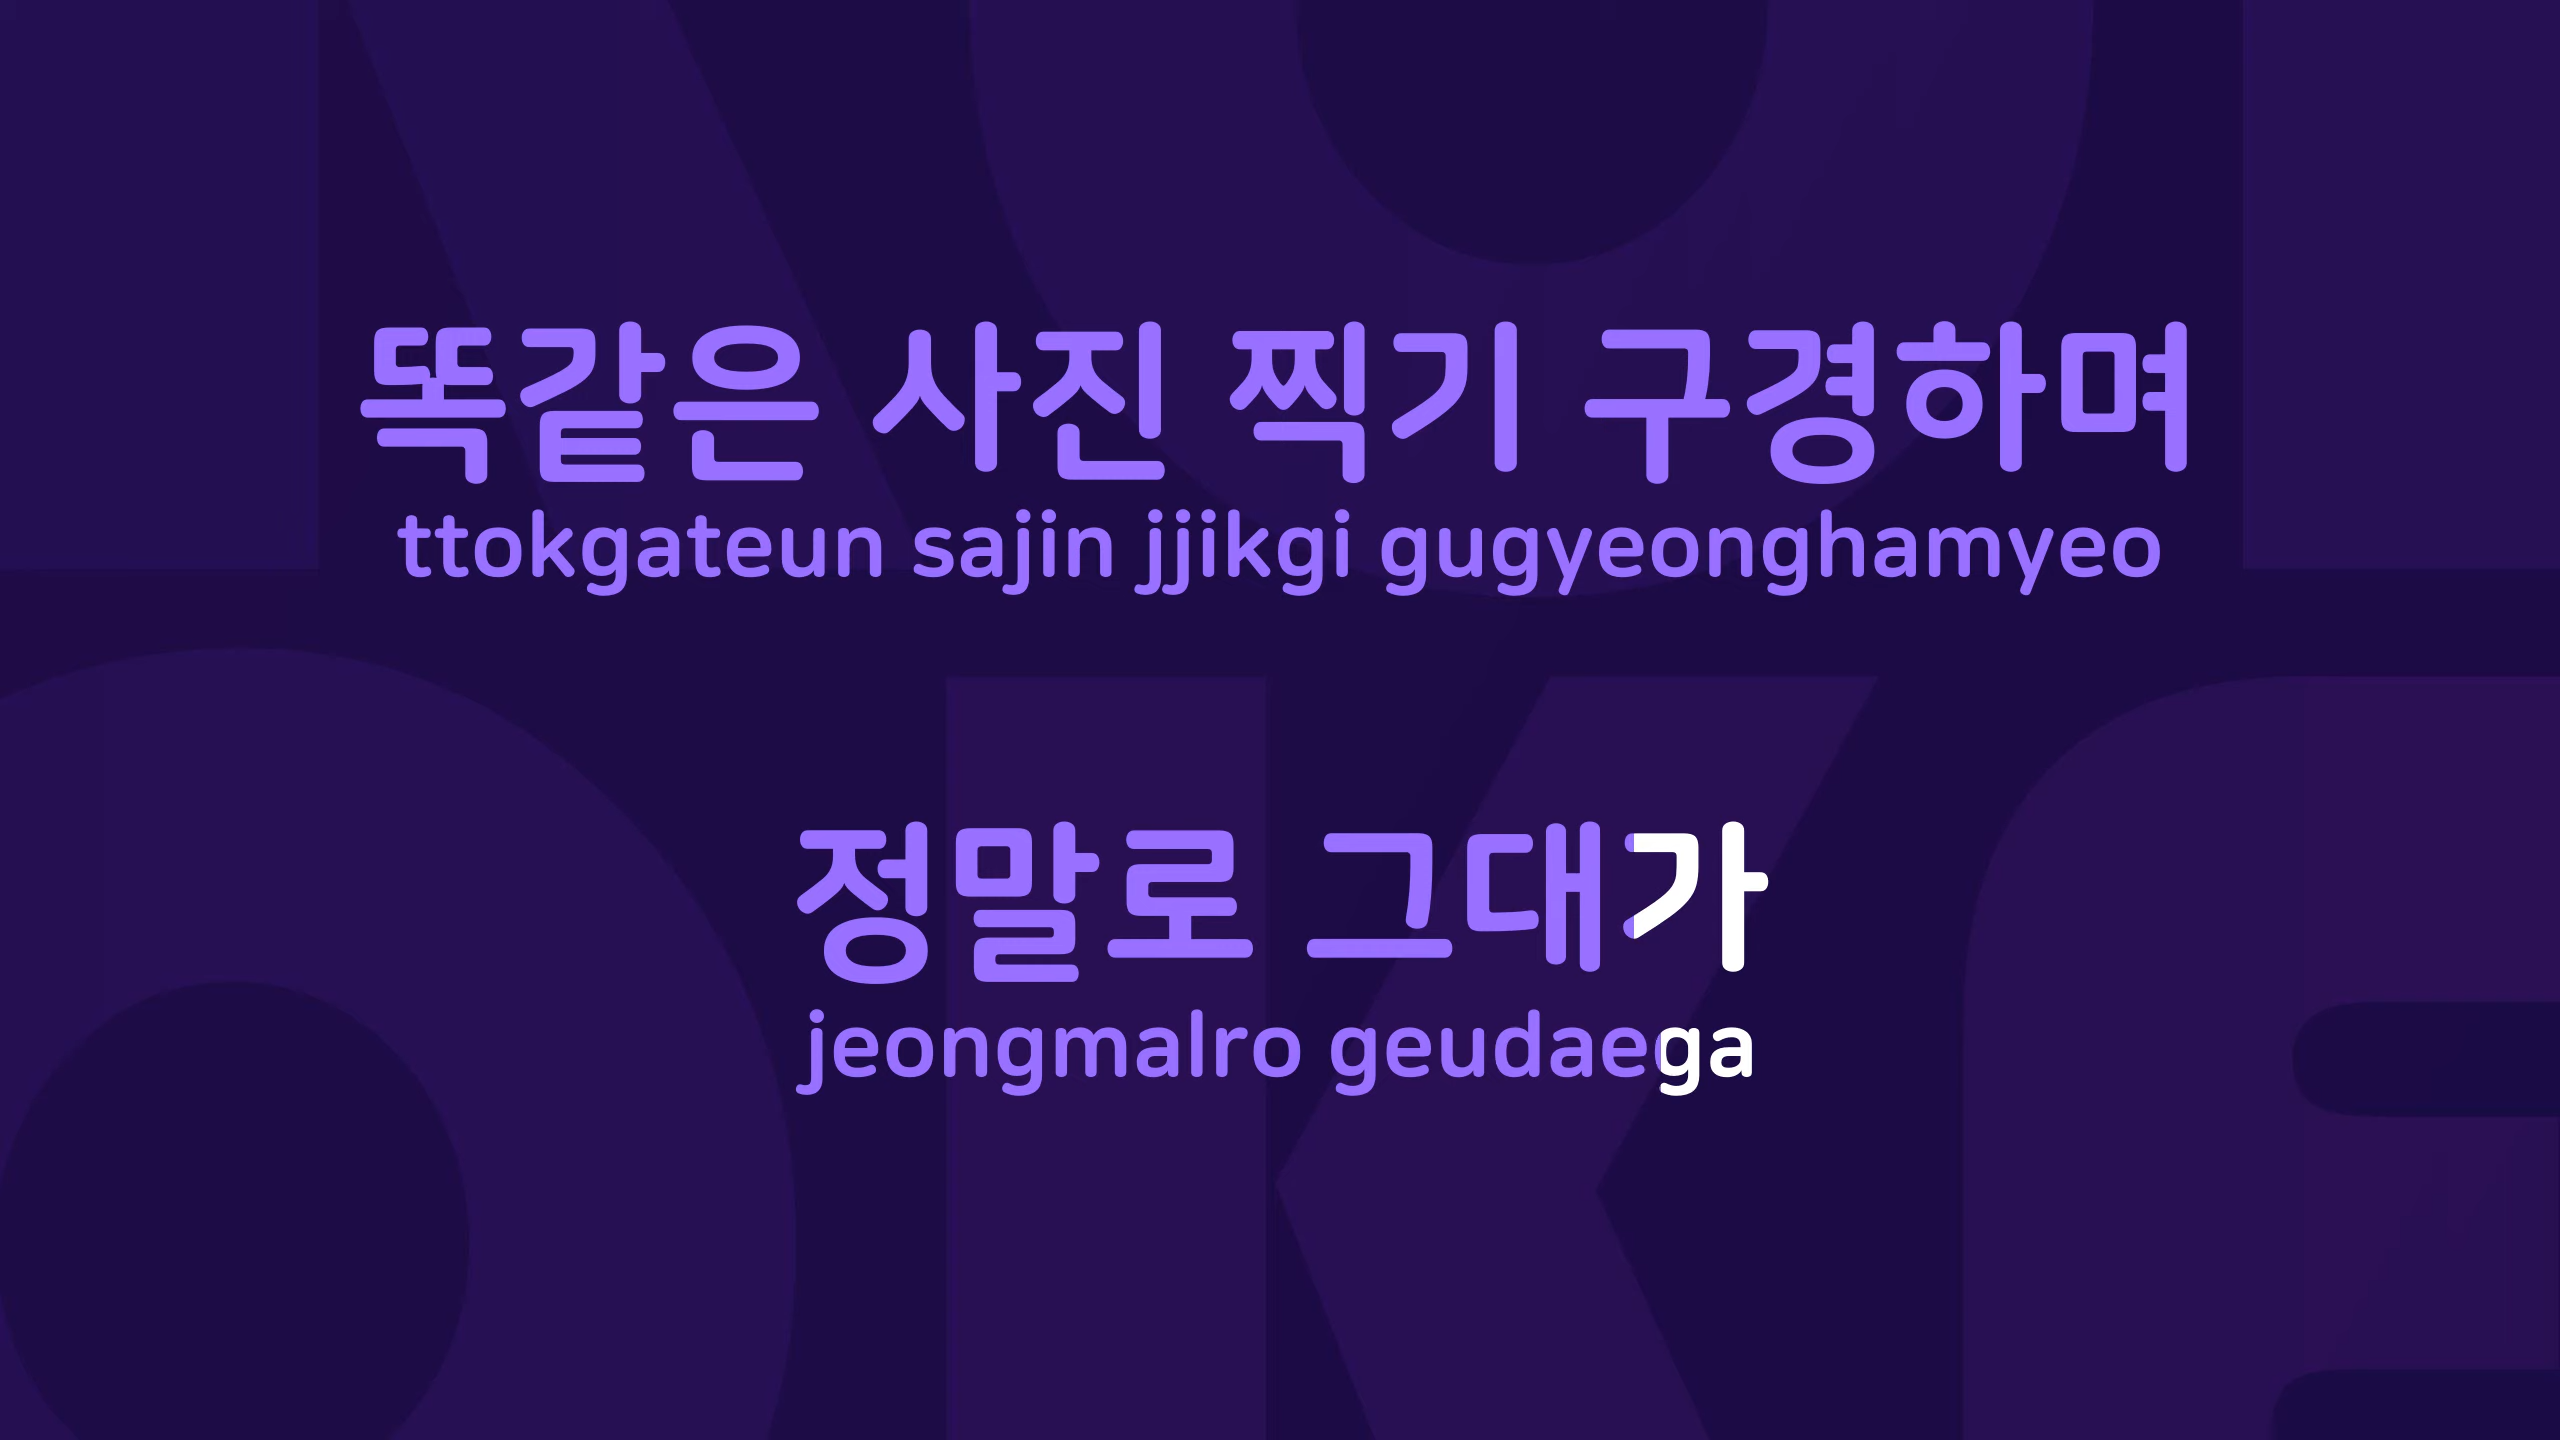 똑같은 사진 찍기 구경하며
ttokgateun sajin jjikgi gugyeonghamyeo
정말로 그대가
jeongmalro geudaega